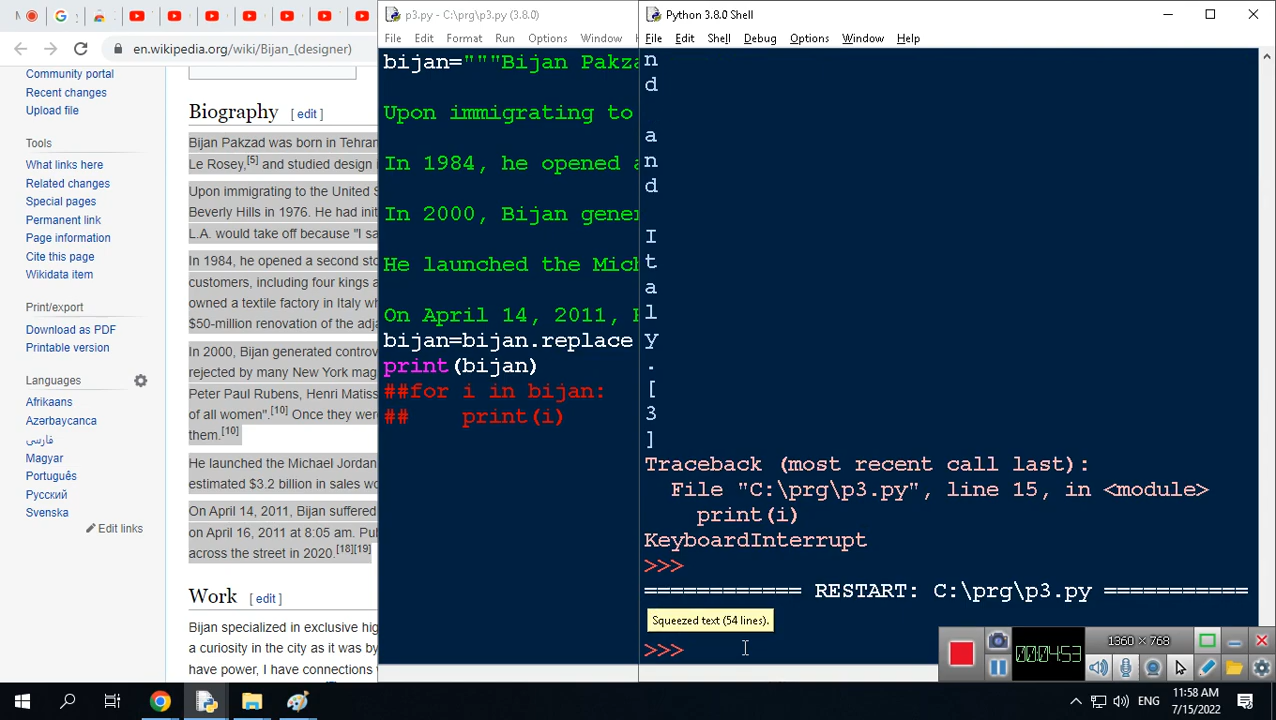 en.wikipedia.org/wiki/Bijan_(designer)
Community portal
Recent changes
Upload file
Tools
What links here
Related changes
Special pages
Permanent link
Page information
Cite this page
Wikidata item
Print/export
Download as PDF
Printable version
Languages
Afrikaans
Azərbaycanca
فارسی
Magyar
Português
Русский
Svenska
Edit links
Biography [ edit ]
Bijan Pakzad was born in Tehran
Le Rosey,[5] and studied design i
Upon immigrating to the United S
Beverly Hills in 1976. He had init
L.A. would take off because "I sa
In 1984, he opened a second sto
customers, including four kings a
owned a textile factory in Italy wh
$50-million renovation of the adja
In 2000, Bijan generated controv
rejected by many New York mag
Peter Paul Rubens, Henri Matiss
of all women".[10] Once they were
them.[10]
He launched the Michael Jordan
estimated $3.2 billion in sales wo
On April 14, 2011, Bijan suffered
on April 16, 2011 at 8:05 am. Pul
across the street in 2020.[18][19]
Work [ edit ]
Bijan specialized in exclusive hig
a curiosity in the city as it was by
have power, I have connections
p3.py - C:\prg\p3.py (3.8.0)
File Edit Format Run Options Window
bijan="""Bijan Pakza
Upon immigrating to
In 1984, he opened a
In 2000, Bijan gene
He launched the Mich
On April 14, 2011, B
bijan=bijan.replace
print(bijan)
##for i in bijan:
## print(i)
Python 3.8.0 Shell
File Edit Shell Debug Options Window Help
n
d
a
n
d
I
t
a
l
y
.
[
3
]
Traceback (most recent call last):
File "C:\prg\p3.py", line 15, in <module>
print(i)
KeyboardInterrupt
>>>
============ RESTART: C:\prg\p3.py ===========
Squeezed text (54 lines).
>>>
00:04:53
1360 x 768
ENG
11:58 AM
7/15/2022